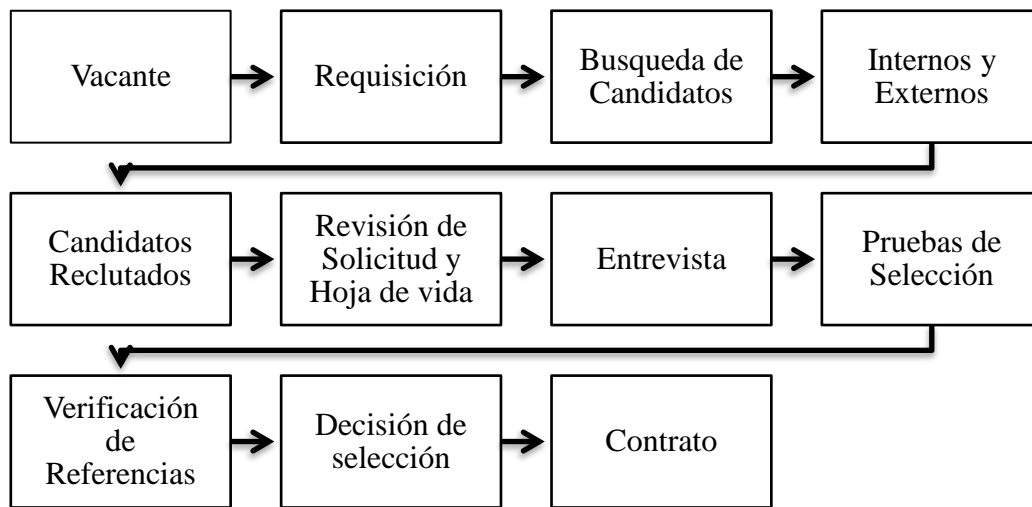 Vacante
Requisición
Busqueda de
Candidatos
Internos y
Externos
Candidatos
Reclutados
Revisión de
Solicitud y
Hoja de vida
Entrevista
Pruebas de
Selección
Verificación
de
Referencias
Decisión de
selección
Contrato